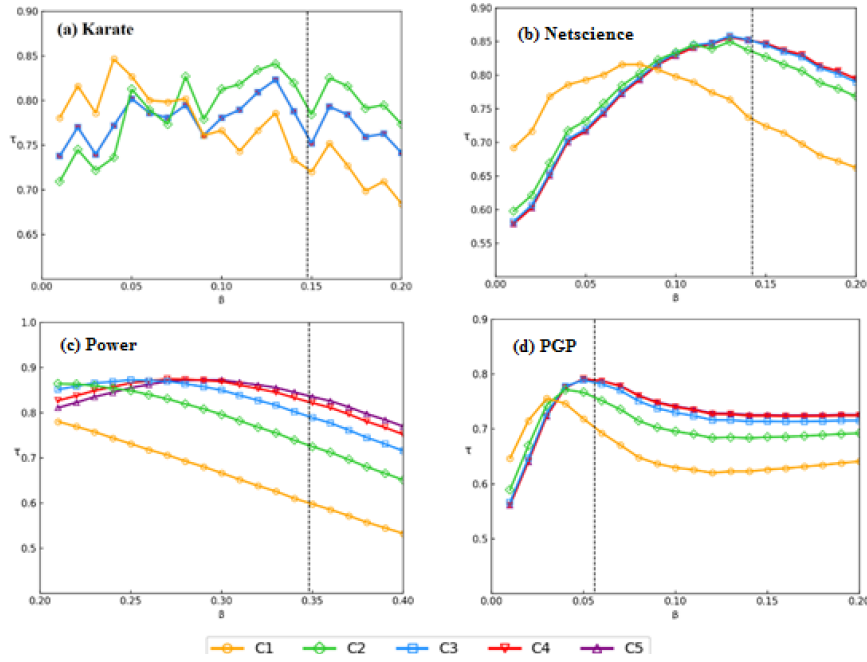 (a) Karate
0.90
0.85
0.80
0.75
0.70
0.65
τ
0.00 0.05 0.10 0.15 0.20
β
(b) Netscience
0.90
0.85
0.80
0.75
0.70
0.65
0.60
0.55
τ
0.00 0.05 0.10 0.15 0.20
β
(c) Power
1.0
0.9
0.8
0.7
0.6
0.5
τ
0.20 0.25 0.30 0.35 0.40
β
(d) PGP
0.9
0.8
0.7
0.6
0.5
τ
0.00 0.05 0.10 0.15 0.20
β
C1 C2 C3 C4 C5